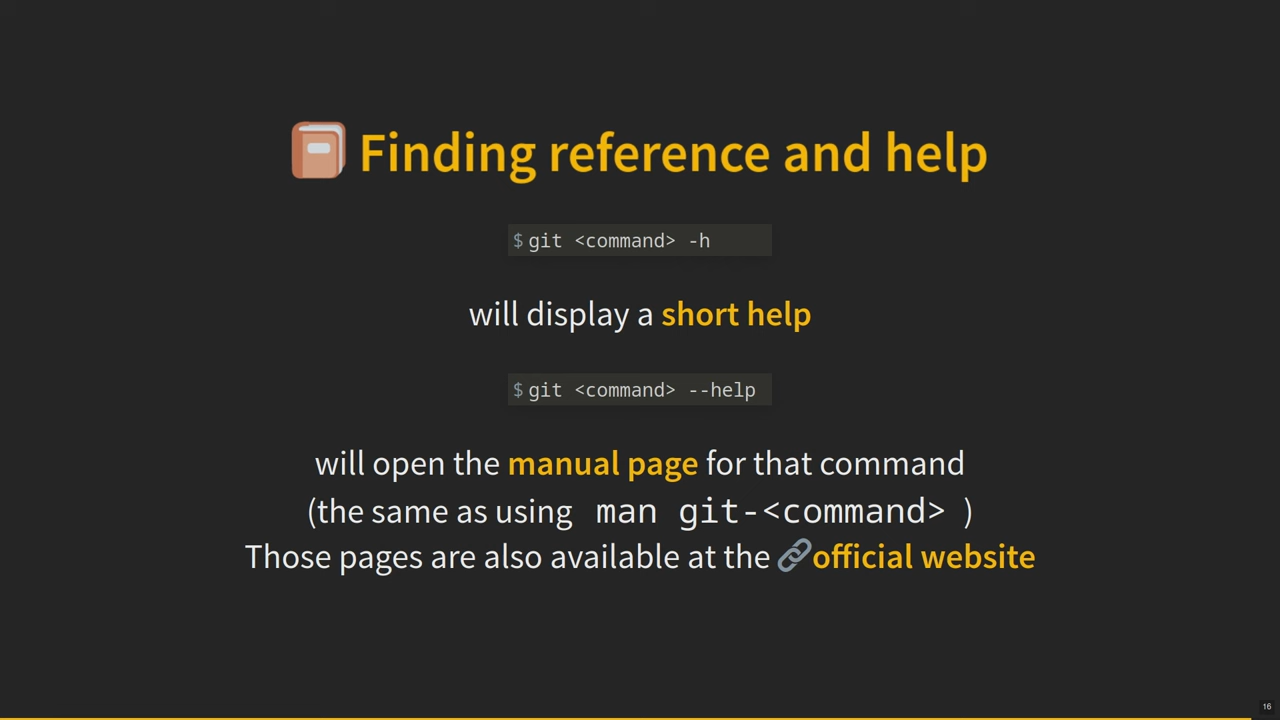 Finding reference and help
$ git <command> -h
will display a short help
$ git <command> --help
will open the manual page for that command
(the same as using man git-<command> )
Those pages are also available at the official website
16